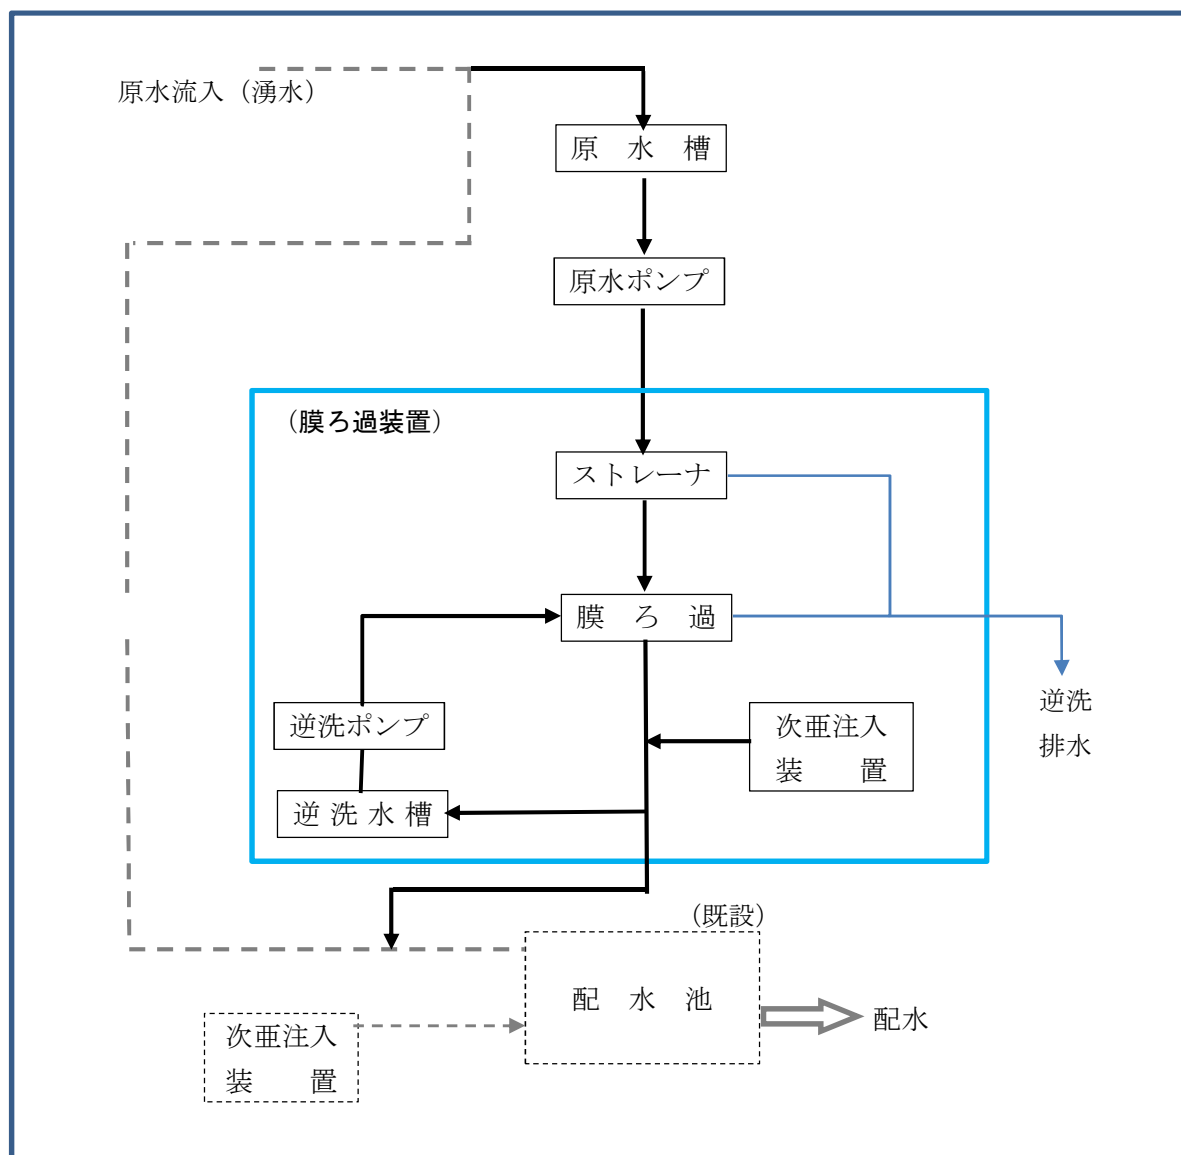 原水流入（湧水）
原　水　槽
原水ポンプ
（膜ろ過装置）
ストレーナ
膜　ろ　過
逆洗ポンプ
逆 洗 水 槽
次亜注入
装　　置
逆洗
排水
（既設）
配　水　池
配水
次亜注入
装　　置